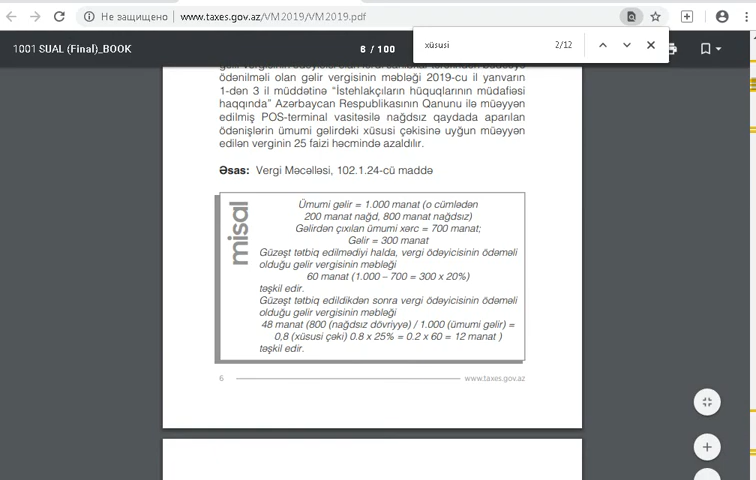 Не защищено | www.taxes.gov.az/VM2019/VM2019.pdf
xüsusi 2/12
1001 SUAL (Final)_BOOK 6 / 100
ödənilməli olan gəlir vergisinin məbləği 2019-cu il yanvarın
1-dən 3 il müddətinə “İstehlakçıların hüquqlarının müdafiəsi
haqqında” Azərbaycan Respublikasının Qanunu ilə müəyyən
edilmiş POS-terminal vasitəsilə nağdsız qaydada aparılan
ödənişlərin ümumi gəlirdəki xüsusi çəkisinə uyğun müəyyən
edilən verginin 25 faizi həcmində azaldılır.
Əsas: Vergi Məcəlləsi, 102.1.24-cü maddə
misal
Ümumi gəlir = 1.000 manat (o cümlədən
200 manat nağd, 800 manat nağdsız)
Gəlirdən çıxılan ümumi xərc = 700 manat;
Gəlir = 300 manat
Güzəşt tətbiq edilmədiyi halda, vergi ödəyicisinin ödəməli
olduğu gəlir vergisinin məbləği
60 manat (1.000 – 700 = 300 x 20%)
təşkil edir.
Güzəşt tətbiq edildikdən sonra vergi ödəyicisinin ödəməli
olduğu gəlir vergisinin məbləği
48 manat (800 (nağdsız dövriyyə) / 1.000 (ümumi gəlir) =
0,8 (xüsusi çəki) 0.8 x 25% = 0.2 x 60 = 12 manat )
təşkil edir.
6 www.taxes.gov.az